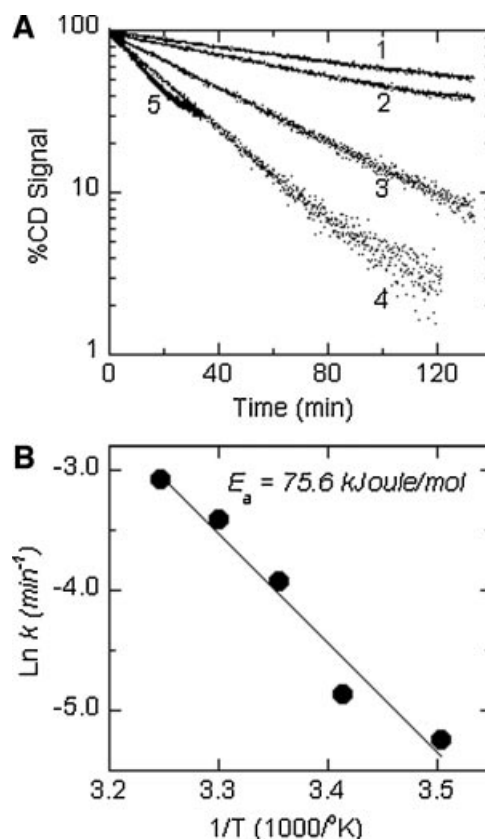 A
100
10
1
%CD Signal
1
2
3
4
5
0
40
80
120
Time (min)
B
E a = 75.6 kJoule/mol
-3.0
-4.0
-5.0
Ln k (min-1)
3.2
3.3
3.4
3.5
1/T (1000/°K)